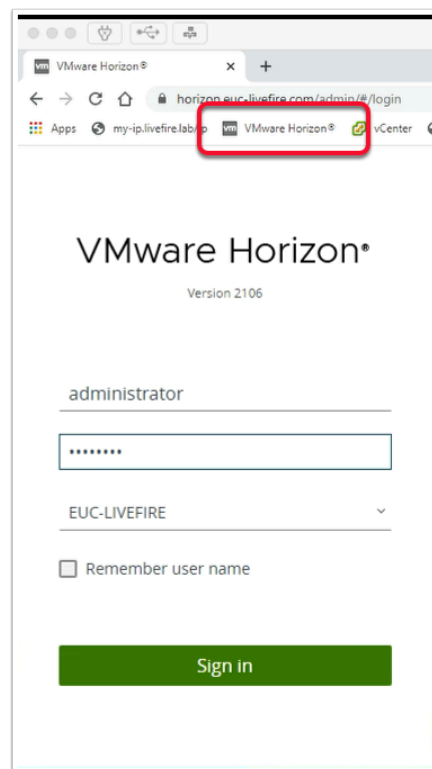 VMware Horizon®
horizon.euc-livefire.com/admin/#/login
Apps my-ip.livefire.lab/ip vm VMware Horizon® vCenter
VMware Horizon®
Version 2106
administrator
••••••••
EUC-LIVEFIRE
Remember user name
Sign in